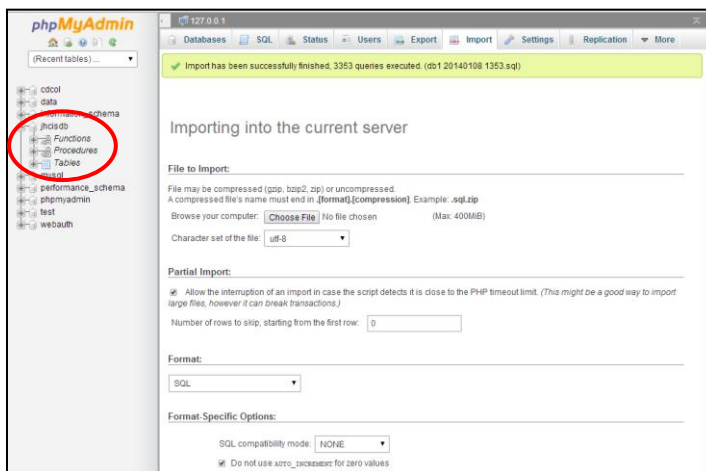 phpMyAdmin
(Recent tables) ...
cdcol
data
information_schema
jhcisdb
Functions
Procedures
Tables
mysql
performance_schema
phpmyadmin
test
webauth
127.0.0.1
Databases SQL Status Users Export Import Settings Replication More
Import has been successfully finished, 3353 queries executed. (db1 20140108 1353.sql)
Importing into the current server
File to Import:
File may be compressed (gzip, bzip2, zip) or uncompressed.
A compressed file's name must end in .[format].[compression]. Example: .sql.zip
Browse your computer: Choose File No file chosen (Max: 400MiB)
Character set of the file: utf-8
Partial Import:
Allow the interruption of an import in case the script detects it is close to the PHP timeout limit. (This might be a good way to import
large files, however it can break transactions.)
Number of rows to skip, starting from the first row: 0
Format:
SQL
Format-Specific Options:
SQL compatibility mode: NONE
Do not use AUTO_INCREMENT for zero values